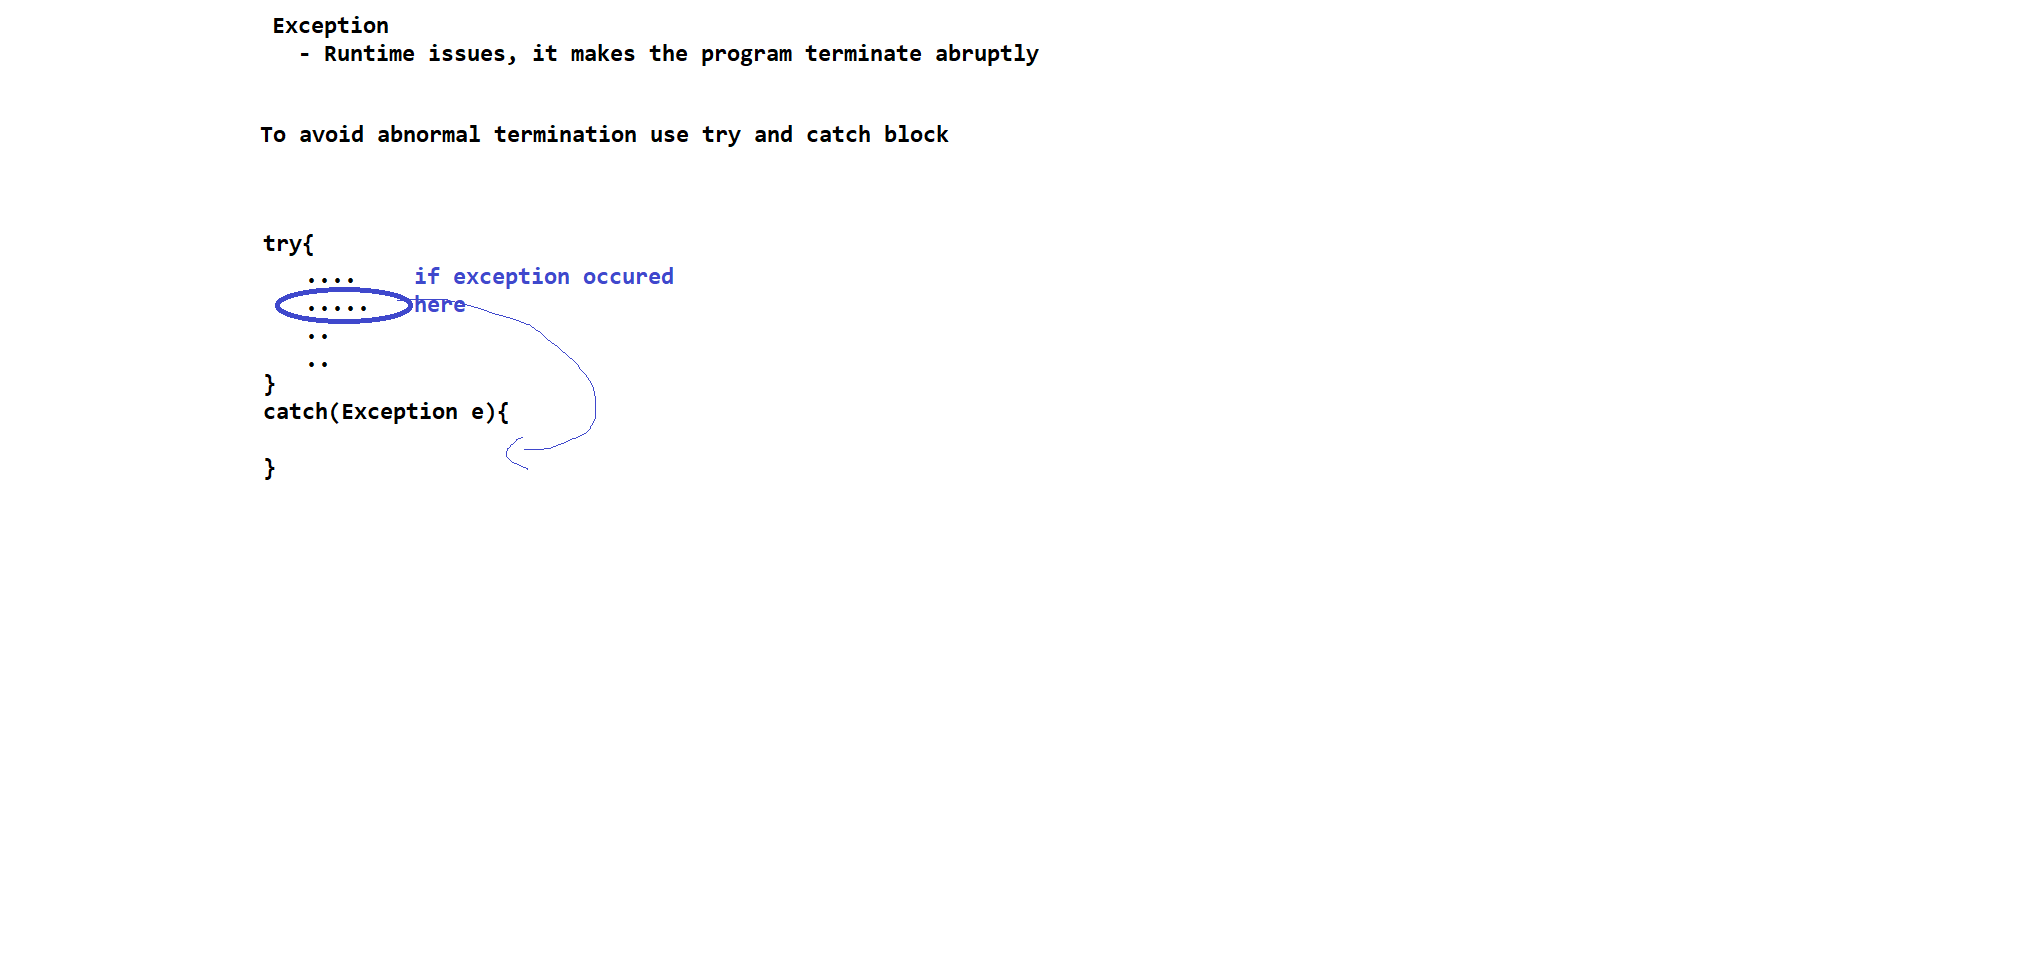 Exception
- Runtime issues, it makes the program terminate abruptly
To avoid abnormal termination use try and catch block
try{
.... if exception occured
..... here
..
..
}
catch(Exception e){
}